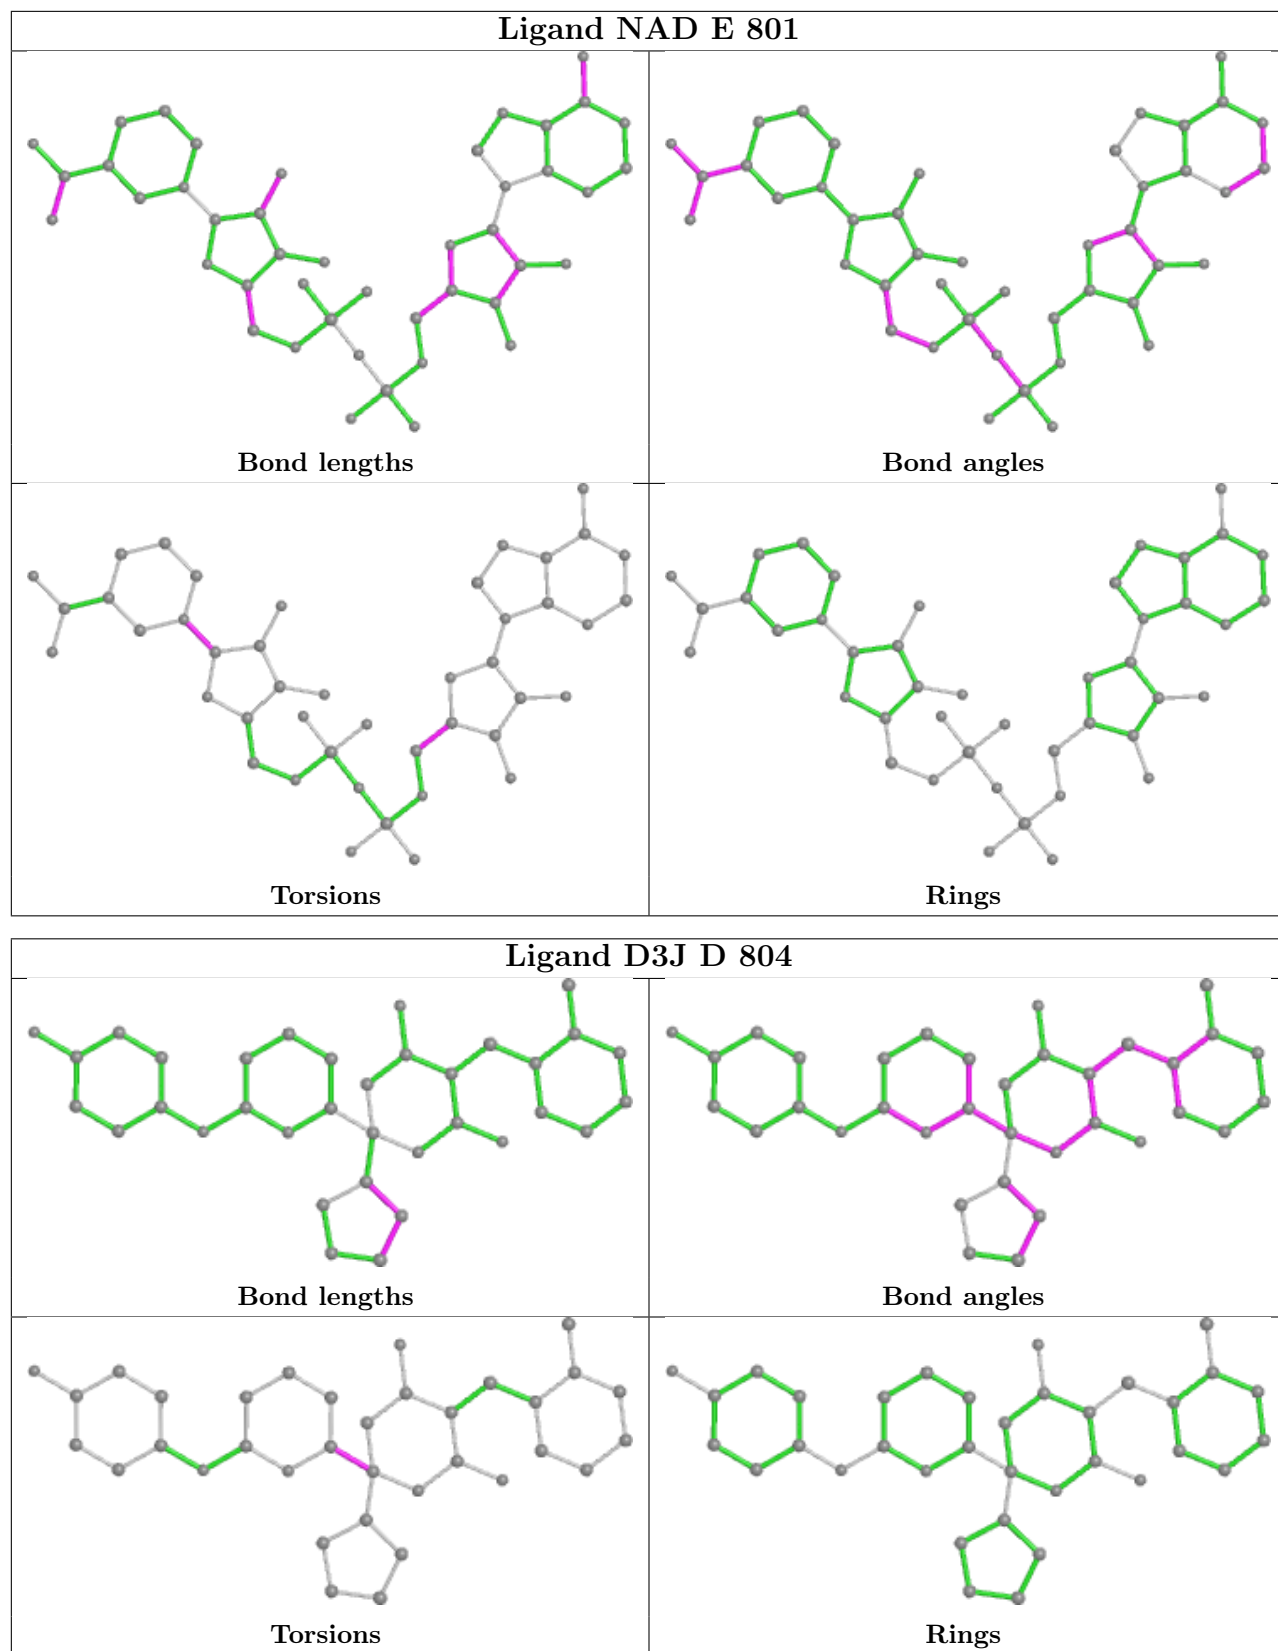 Ligand NAD E 801
Bond lengths
Bond angles
Torsions
Rings
Ligand D3J D 804
Bond lengths
Bond angles
Torsions
Rings